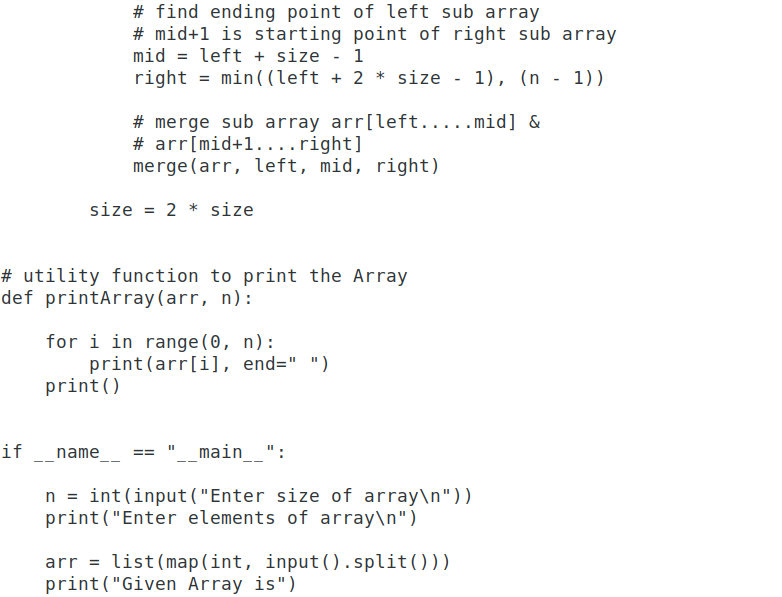 # find ending point of left sub array
            # mid+1 is starting point of right sub array
            mid = left + size - 1
            right = min((left + 2 * size - 1), (n - 1))

            # merge sub array arr[left.....mid] &
            # arr[mid+1....right]
            merge(arr, left, mid, right)

        size = 2 * size


# utility function to print the Array
def printArray(arr, n):

    for i in range(0, n):
        print(arr[i], end=" ")
    print()


if __name__ == "__main__":

    n = int(input("Enter size of array\n"))
    print("Enter elements of array\n")

    arr = list(map(int, input().split()))
    print("Given Array is")